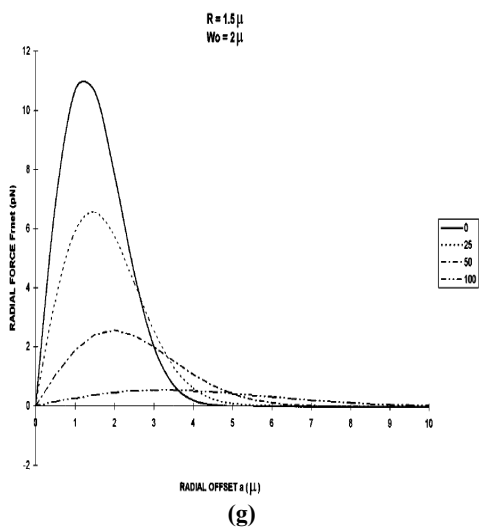 R = 1.5 μ
Wo = 2 μ
RADIAL FORCE Frnet (pN)
12
10
8
6
4
2
0
-2
0 1 2 3 4 5 6 7 8 9 10
RADIAL OFFSET a ( μ )
0
25
50
100
(g)